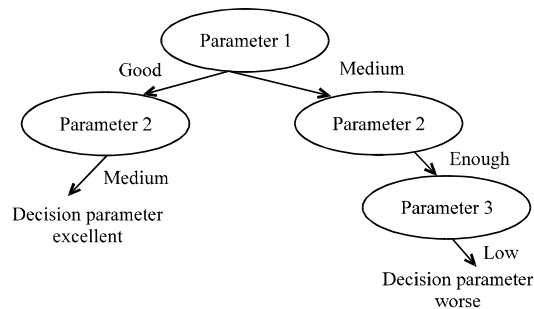 Parameter 1
Good
Medium
Parameter 2
Parameter 2
Medium
Enough
Decision parameter
excellent
Parameter 3
Low
Decision parameter
worse